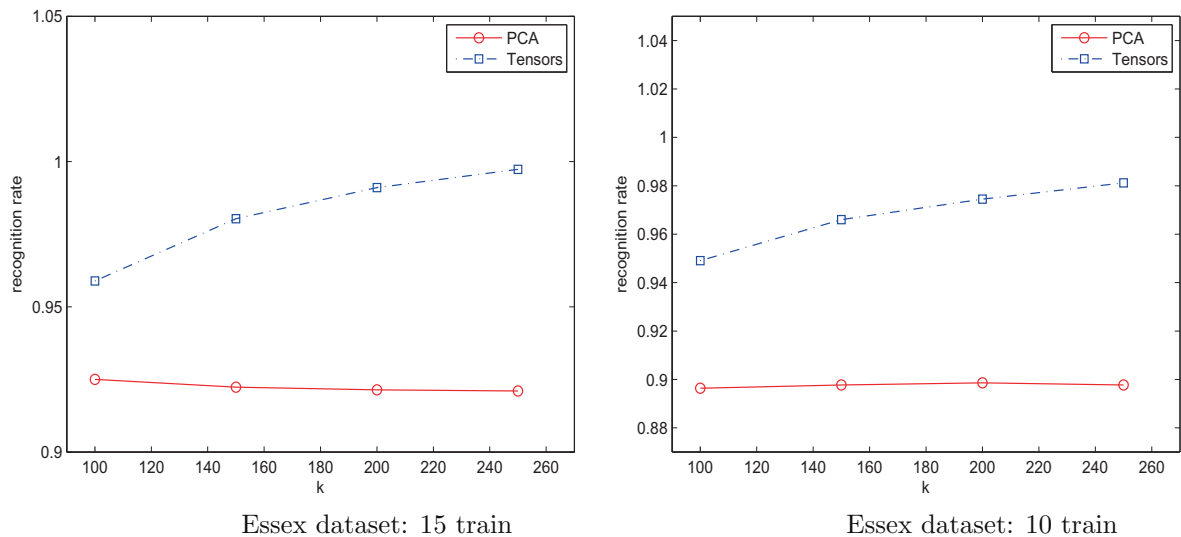 1.05
1
0.95
0.9
recognition rate
100 120 140 160 180 200 220 240 260
k
PCA
Tensors
Essex dataset: 15 train
1.04
1.02
1
0.98
0.96
0.94
0.92
0.9
0.88
recognition rate
100 120 140 160 180 200 220 240 260
k
PCA
Tensors
Essex dataset: 10 train